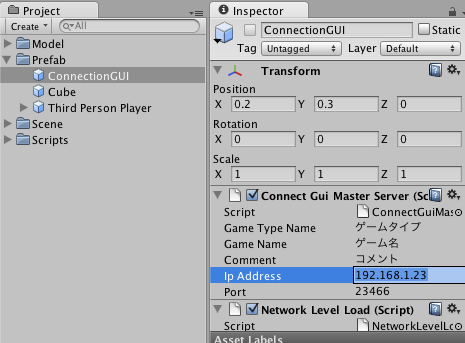 Project
Create ▾
All
Model
Prefab
ConnectionGUI
Cube
Third Person Player
Scene
Scripts
Inspector
ConnectionGUI
Static
Tag Untagged Layer Default
Transform
Position
X 0.2 Y 0.3 Z 0
Rotation
X 0 Y 0 Z 0
Scale
X 1 Y 1 Z 1
Connect Gui Master Server (Sc
Script ConnectGuiMas
Game Type Name ゲームタイプ
Game Name ゲーム名
Comment コメント
Ip Address 192.168.1.23
Port 23466
Network Level Load (Script)
Script NetworkLevelLo
Asset Labels